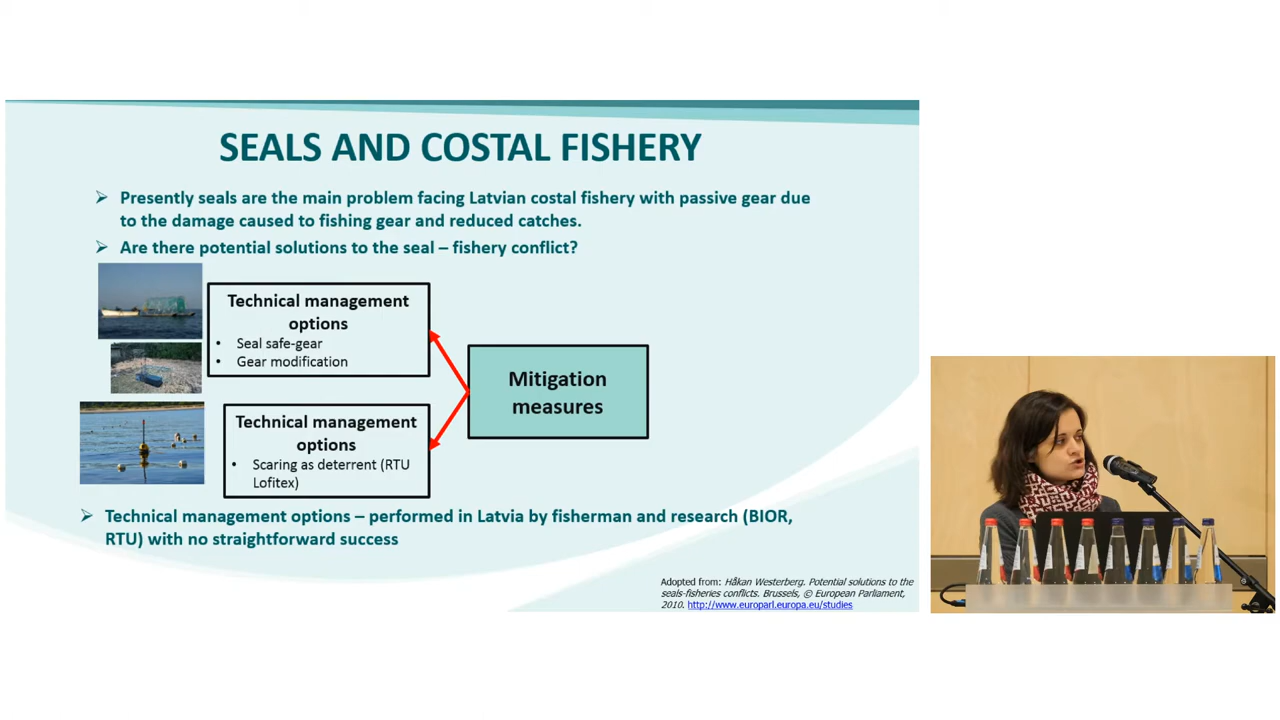 SEALS AND COSTAL FISHERY
➢ Presently seals are the main problem facing Latvian costal fishery with passive gear due
to the damage caused to fishing gear and reduced catches.
➢ Are there potential solutions to the seal – fishery conflict?
Technical management
options
• Seal safe-gear
• Gear modification
Mitigation
measures
Technical management
options
• Scaring as deterrent (RTU
Lofitex)
➢ Technical management options – performed in Latvia by fisherman and research (BIOR,
RTU) with no straightforward success
Adopted from: Håkan Westerberg. Potential solutions to the
seals-fisheries conflicts. Brussels, © European Parliament,
2010. http://www.europarl.europa.eu/studies